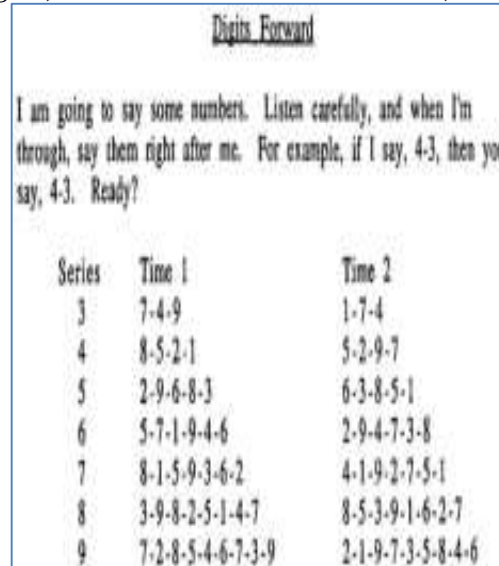 Digits Forward
I am going to say some numbers. Listen carefully, and when I'm
through, say them right after me. For example, if I say, 4-3, then you
say, 4-3. Ready?
Series Time 1 Time 2
3 7-4-9 1-7-4
4 8-5-2-1 5-2-9-7
5 2-9-6-8-3 6-3-8-5-1
6 5-7-1-9-4-6 2-9-4-7-3-8
7 8-1-5-9-3-6-2 4-1-9-2-7-5-1
8 3-9-8-2-5-1-4-7 8-5-3-9-1-6-2-7
9 7-2-8-5-4-6-7-3-9 2-1-9-7-3-5-8-4-6